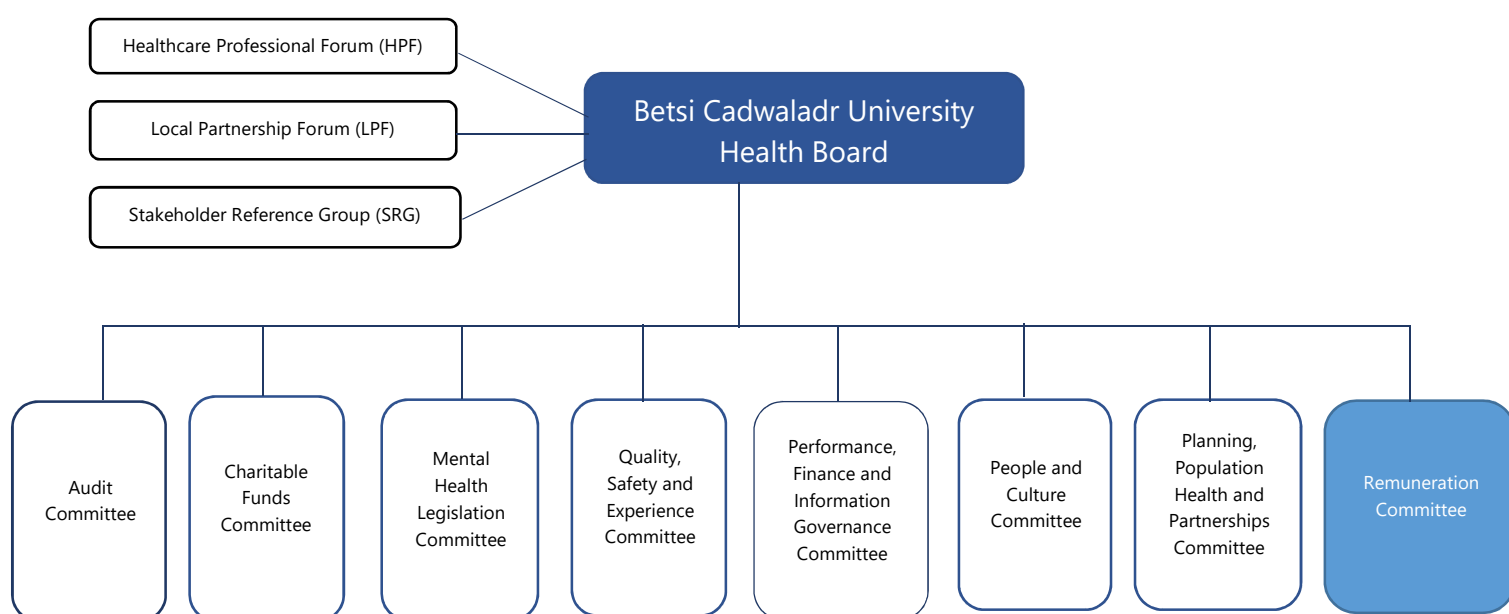 Healthcare Professional Forum (HPF)
Local Partnership Forum (LPF)
Stakeholder Reference Group (SRG)
Betsi Cadwaladr University
Health Board
Audit
Committee
Charitable
Funds
Committee
Mental
Health
Legislation
Committee
Quality,
Safety and
Experience
Committee
Performance,
Finance and
Information
Governance
Committee
People and
Culture
Committee
Planning,
Population
Health and
Partnerships
Committee
Remuneration
Committee